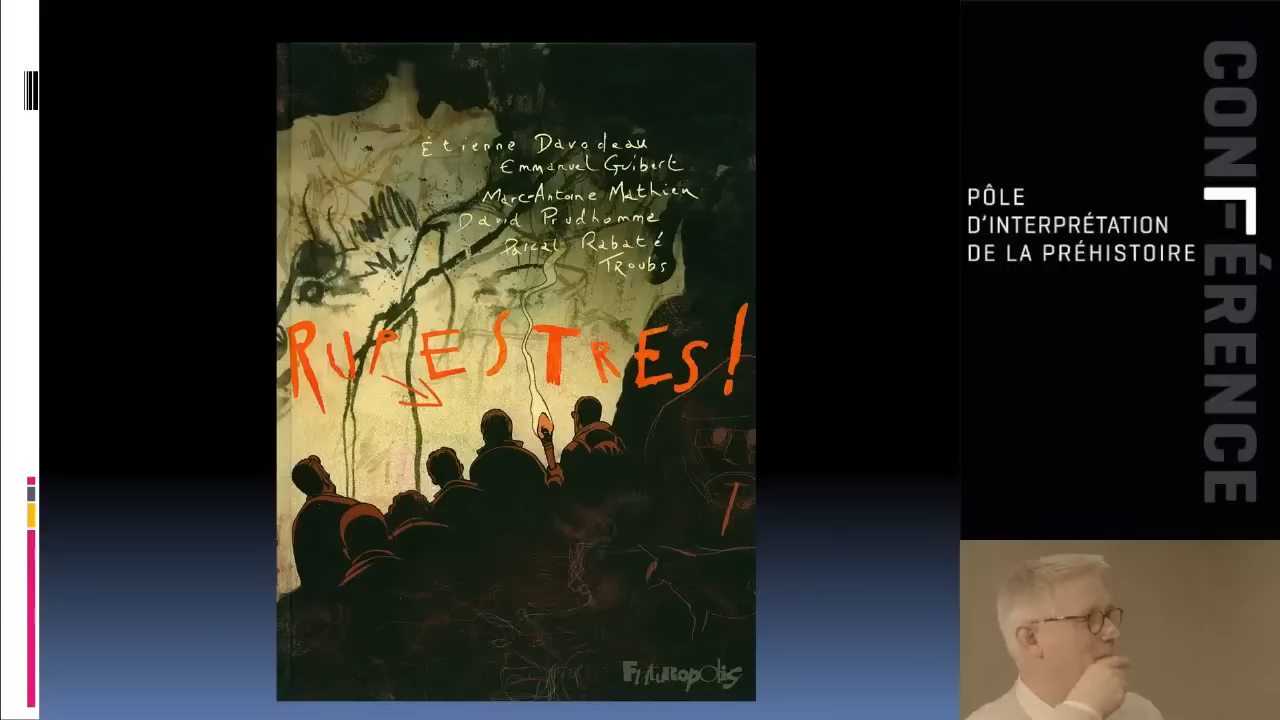 Étienne Davodeau
Emmanuel Guibert
Marc-Antoine Mathieu
David Prudhomme
Pascal Rabaté
Troubs
RUPESTRES!
Futuropolis
PÔLE
D'INTERPRÉTATION
DE LA PRÉHISTOIRE
CONFÉRENCE